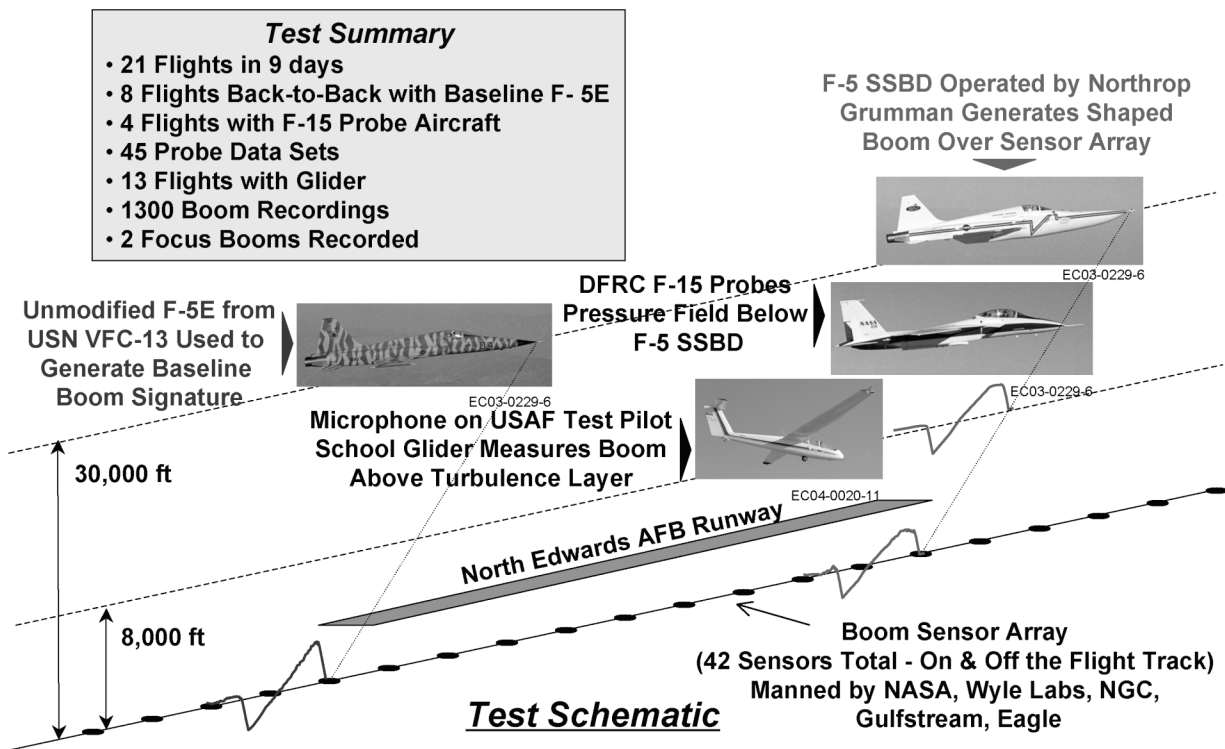 Test Summary
• 21 Flights in 9 days
• 8 Flights Back-to-Back with Baseline F- 5E
• 4 Flights with F-15 Probe Aircraft
• 45 Probe Data Sets
• 13 Flights with Glider
• 1300 Boom Recordings
• 2 Focus Booms Recorded
F-5 SSBD Operated by Northrop
Grumman Generates Shaped
Boom Over Sensor Array
EC03-0229-6
Unmodified F-5E from
USN VFC-13 Used to
Generate Baseline
Boom Signature
EC03-0229-6
DFRC F-15 Probes
Pressure Field Below
F-5 SSBD
NASA
EC03-0229-6
Microphone on USAF Test Pilot
School Glider Measures Boom
Above Turbulence Layer
EC04-0020-11
30,000 ft
8,000 ft
North Edwards AFB Runway
Boom Sensor Array
(42 Sensors Total - On & Off the Flight Track)
Manned by NASA, Wyle Labs, NGC,
Gulfstream, Eagle
Test Schematic